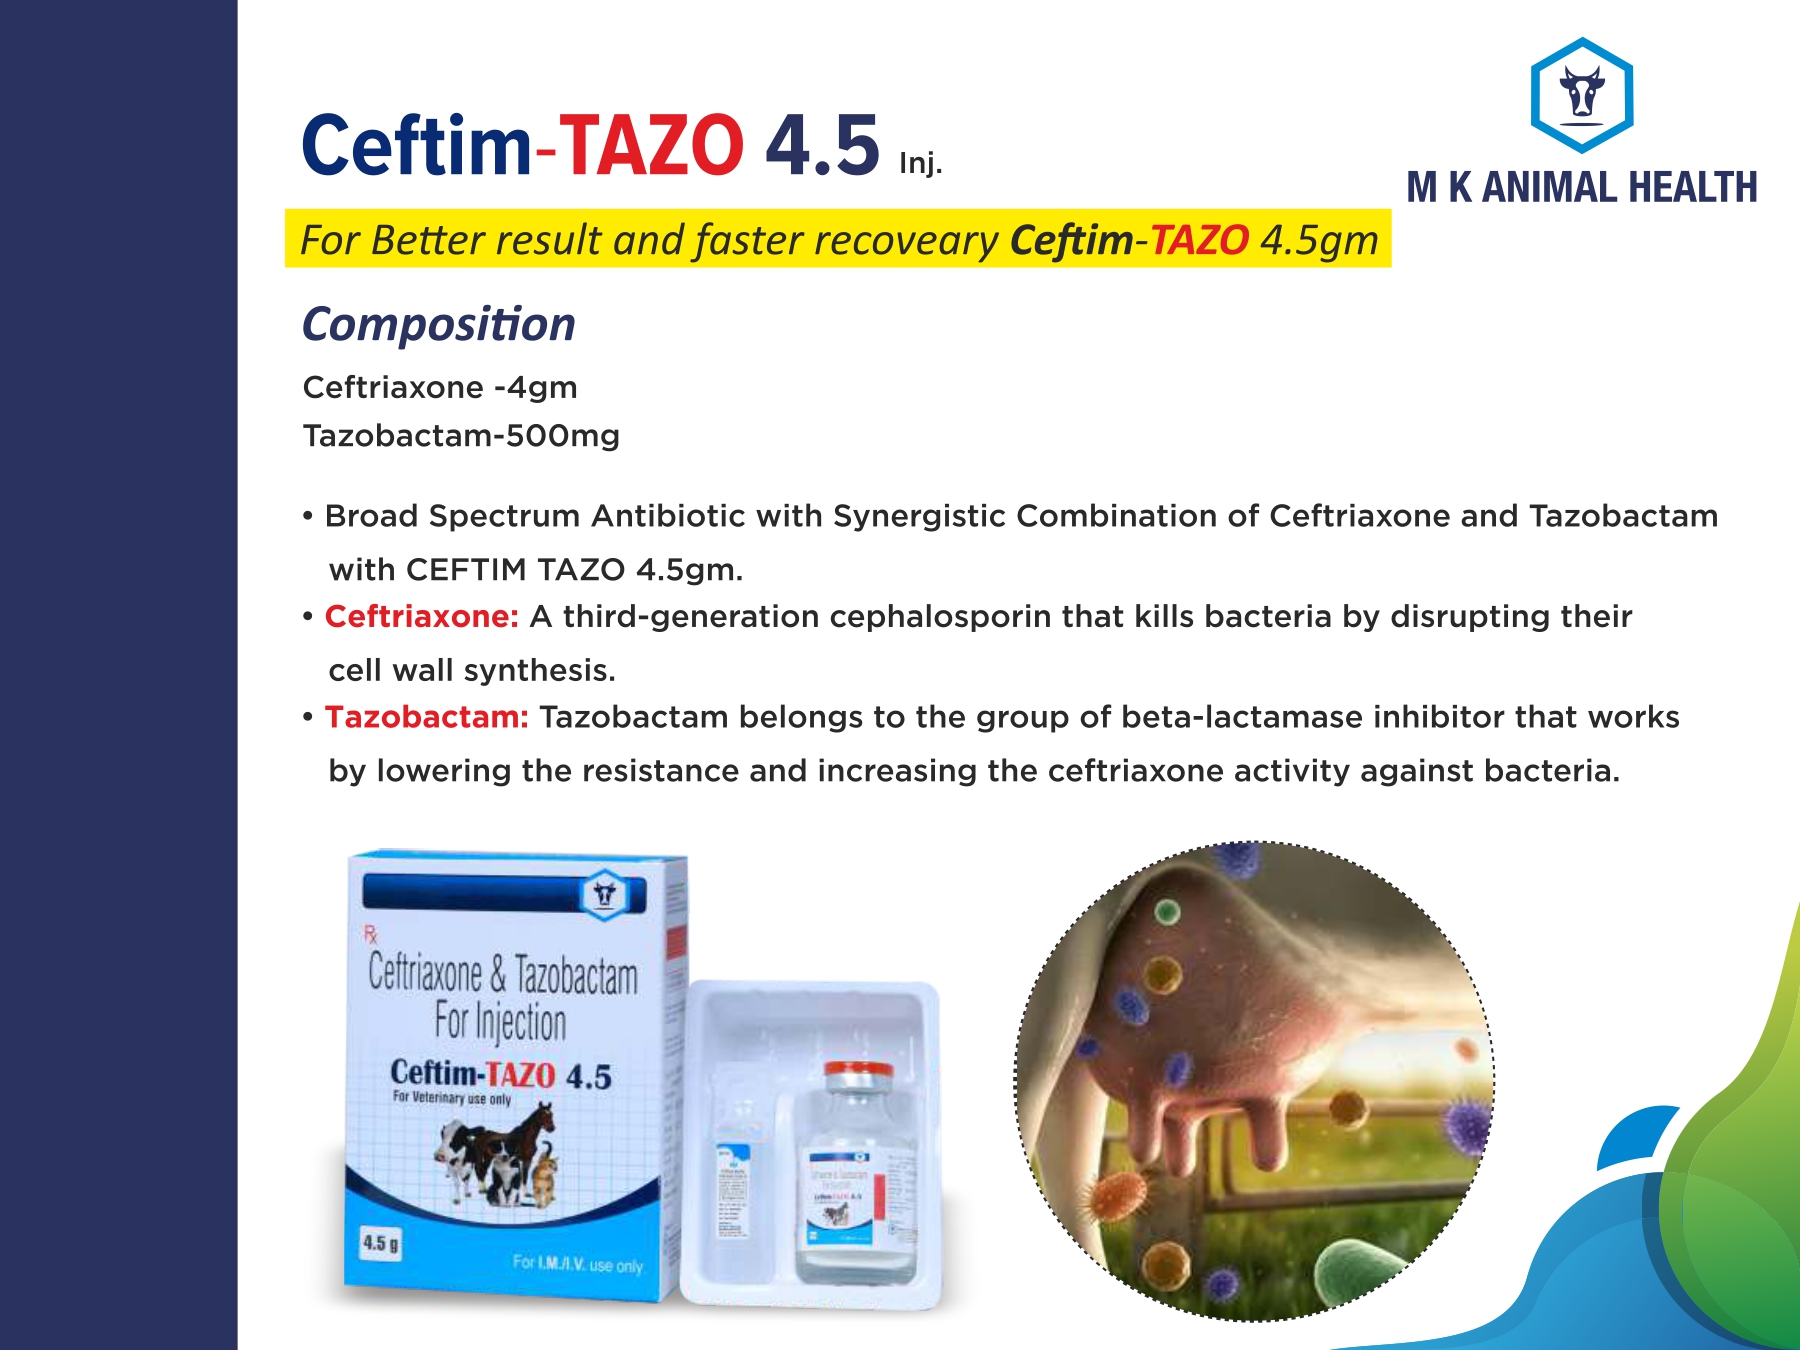 Ceftim-TAZO 4.5 Inj.
M K ANIMAL HEALTH
For Better result and faster recoveary Ceftim-TAZO 4.5gm
Composition
Ceftriaxone -4gm
Tazobactam-500mg
• Broad Spectrum Antibiotic with Synergistic Combination of Ceftriaxone and Tazobactam
with CEFTIM TAZO 4.5gm.
• Ceftriaxone: A third-generation cephalosporin that kills bacteria by disrupting their
cell wall synthesis.
• Tazobactam: Tazobactam belongs to the group of beta-lactamase inhibitor that works
by lowering the resistance and increasing the ceftriaxone activity against bacteria.
Rx
Ceftriaxone & Tazobactam
For Injection
Ceftim-TAZO 4.5
For Veterinary use only
4.5 g
For I.M./I.V. use only
Ceftim-TAZO 4.5